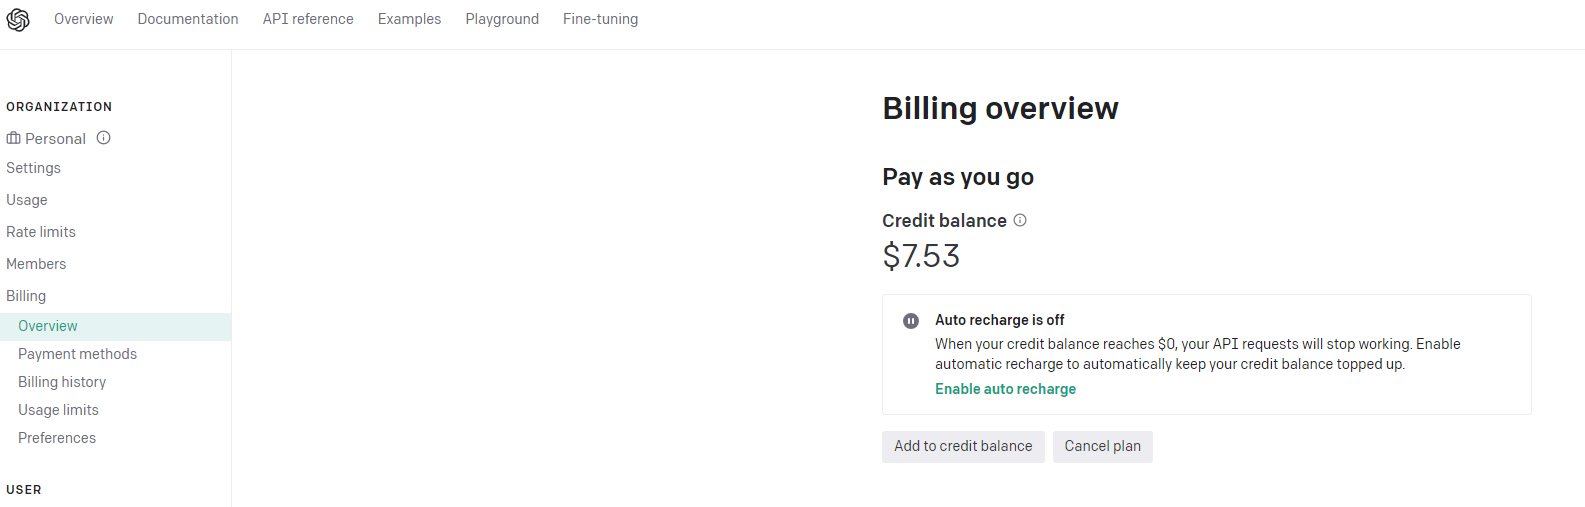 Overview Documentation API reference Examples Playground Fine-tuning
ORGANIZATION
Personal
Settings
Usage
Rate limits
Members
Billing
Overview
Payment methods
Billing history
Usage limits
Preferences
USER
Billing overview
Pay as you go
Credit balance
$7.53
Auto recharge is off
When your credit balance reaches $0, your API requests will stop working. Enable
automatic recharge to automatically keep your credit balance topped up.
Enable auto recharge
Add to credit balance Cancel plan